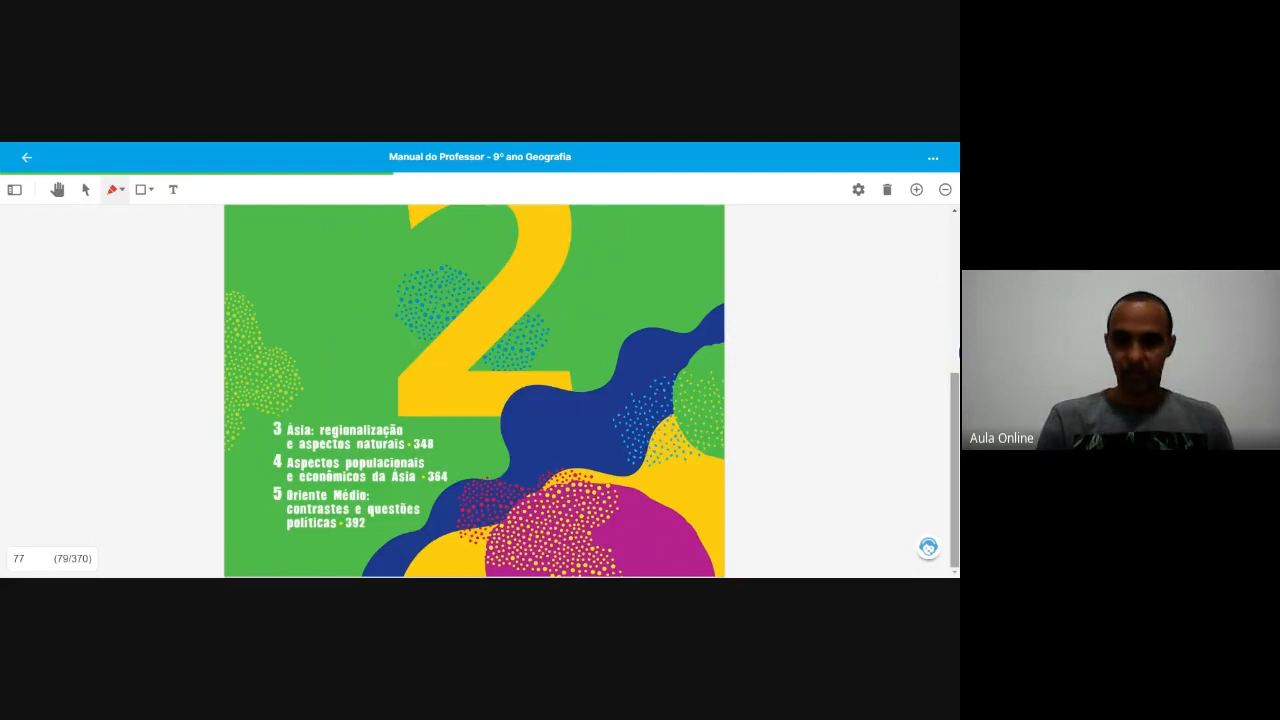 Manual do Professor - 9º ano Geografia
T
2
3 Ásia: regionalização
e aspectos naturais • 348
4 Aspectos populacionais
e econômicos da Ásia • 364
5 Oriente Médio:
contrastes e questões
políticas • 392
77 (79/370)
Aula Online